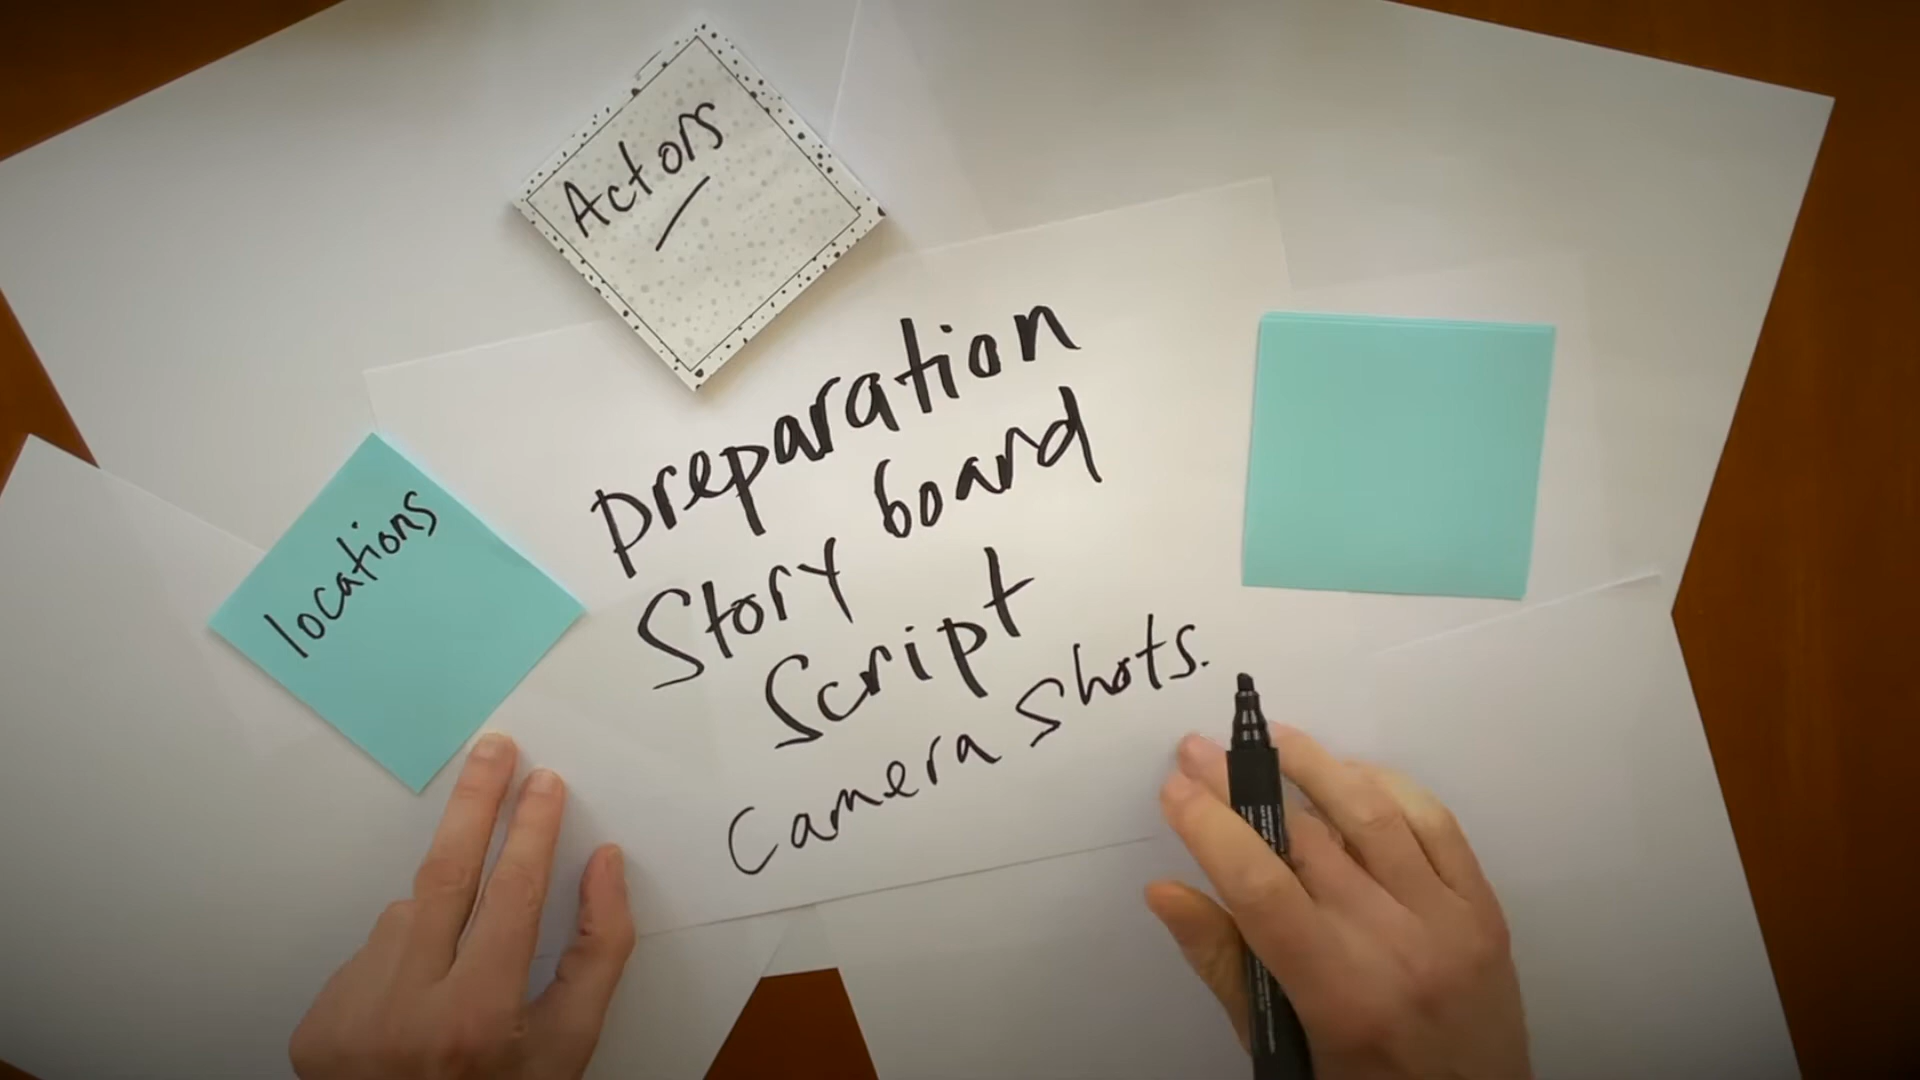 Actors
locations
preparation
Story board
Script
Camera Shots.